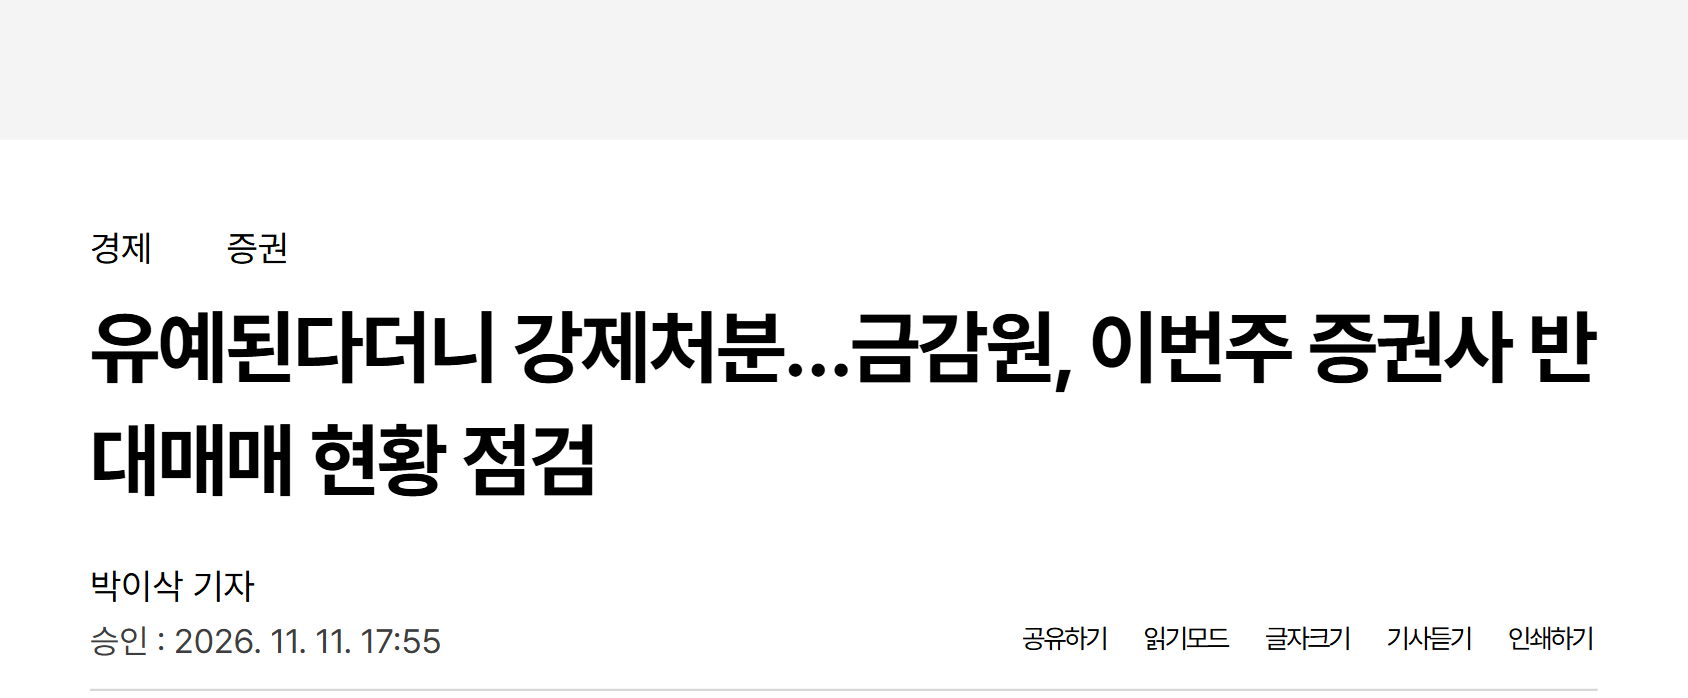 경제 증권
유예된다더니 강제처분…금감원, 이번주 증권사 반
대매매 현황 점검
박이삭 기자
승인 : 2026. 11. 11. 17:55
공유하기 읽기모드 글자크기 기사듣기 인쇄하기